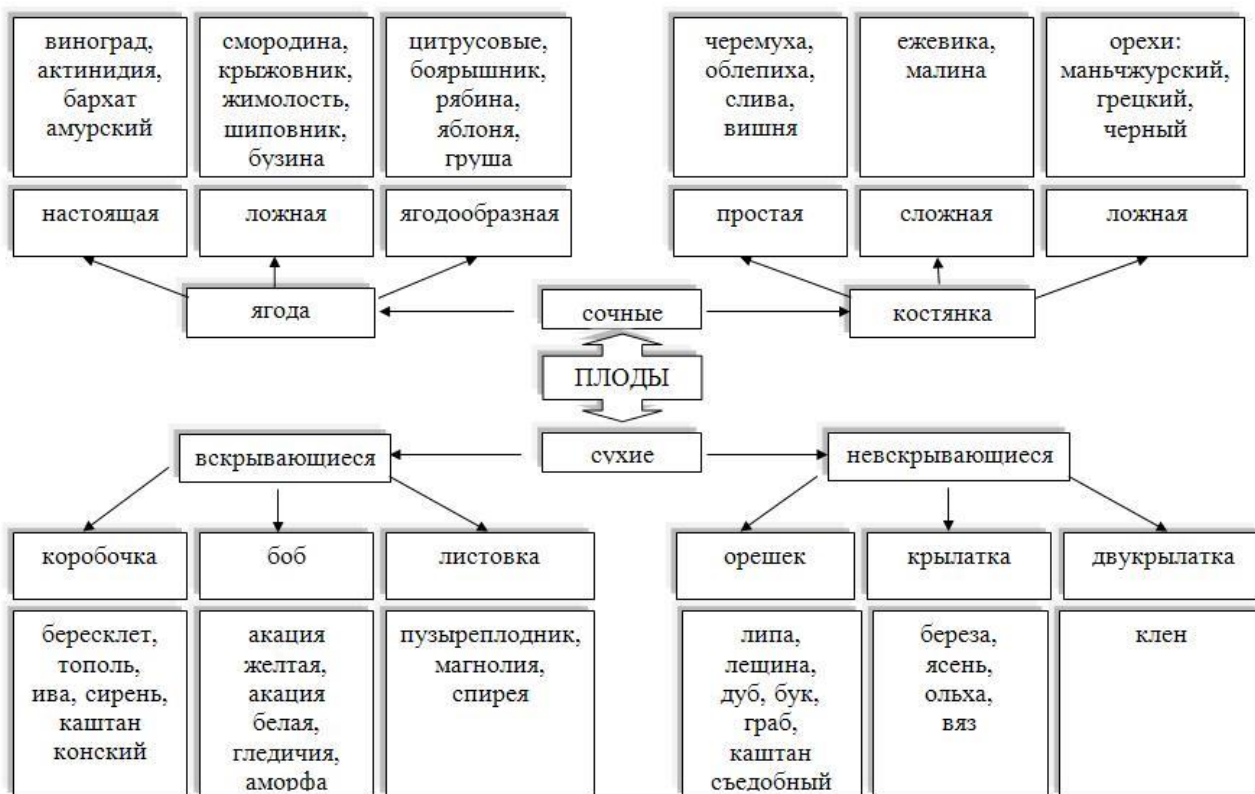 виноград,
актинидия,
бархат
амурский
смородина,
крыжовник,
жимолость,
шиповник,
бузина
цитрусовые,
боярышник,
рябина,
яблоня,
груша
черемуха,
облепиха,
слива,
вишня
ежевика,
малина
орехи:
маньчжурский,
грецкий,
черный
настоящая
ложная
ягодообразная
простая
сложная
ложная
ягода
сочные
костянка
ПЛОДЫ
вскрывающиеся
сухие
невскрывающиеся
коробочка
боб
листовка
орешек
крылатка
двукрылатка
бересклет,
тополь,
ива, сирень,
каштан
конский
акация
желтая,
акация
белая,
гледичия,
аморфа
пузыреплодник,
магнолия,
спирея
липа,
лещина,
дуб, бук,
граб,
каштан
съедобный
береза,
ясень,
ольха,
вяз
клен